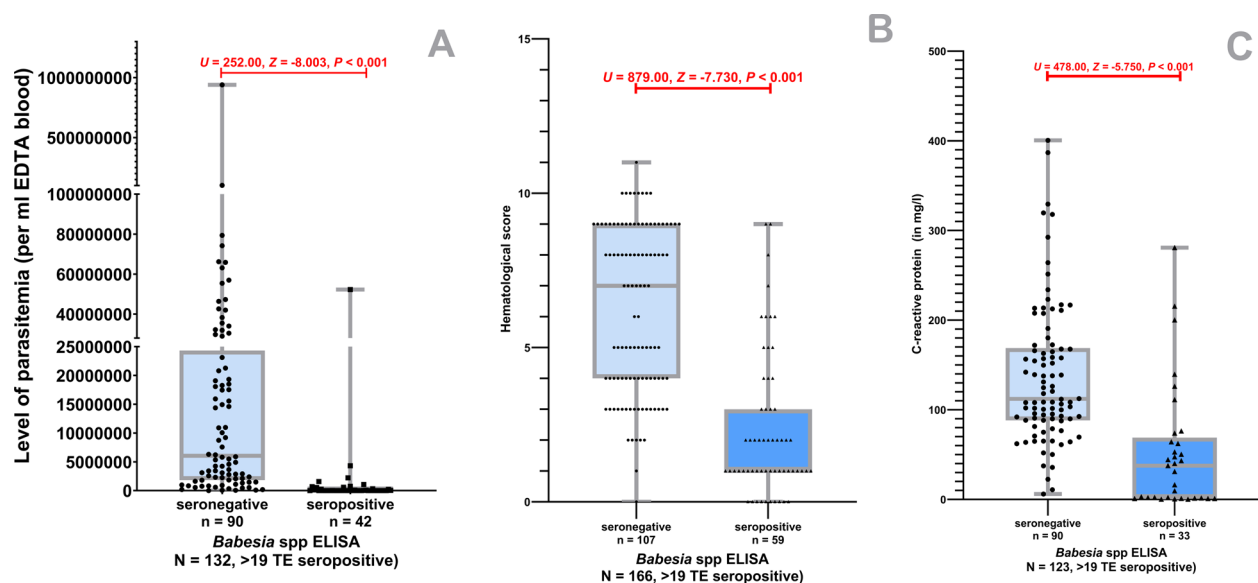 A
U = 252.00, Z = -8.003, P < 0.001
Level of parasitemia (per ml EDTA blood)
1000000000
500000000
100000000
80000000
60000000
40000000
25000000
20000000
15000000
10000000
5000000
0
seronegative
n = 90
seropositive
n = 42
Babesia spp ELISA
N = 132, >19 TE seropositive)
B
U = 879.00, Z = -7.730, P < 0.001
Hematological score
15
10
5
0
seronegative
n = 107
seropositive
n = 59
Babesia spp ELISA
N = 166, >19 TE seropositive)
C
U = 478.00, Z = -5.750, P < 0.001
C-reactive protein (in mg/l)
500
400
300
200
100
0
seronegative
n = 90
seropositive
n = 33
Babesia spp ELISA
N = 123, >19 TE seropositive)